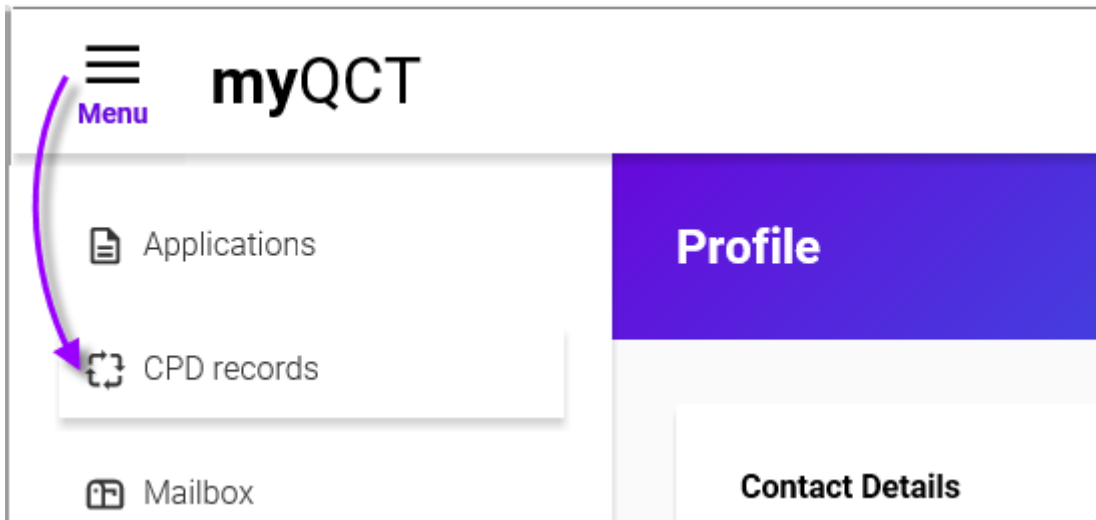 myQCT
Menu
Applications
Profile
CPD records
Mailbox
Contact Details